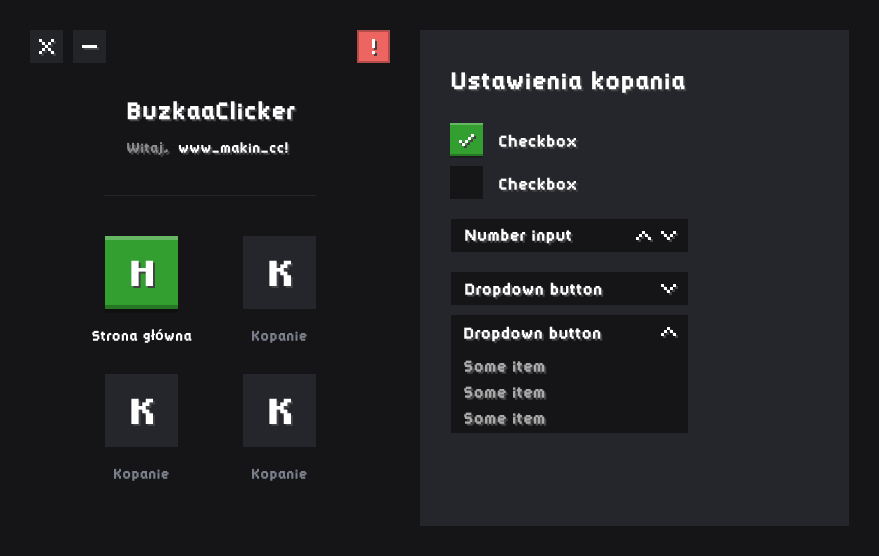 !
BuzkaaClicker
Witaj, www_makin_cc!
H
K
Strona główna
Kopanie
K
K
Kopanie
Kopanie
Ustawienia kopania
Checkbox
Checkbox
Number input
Dropdown button
Dropdown button
Some item
Some item
Some item